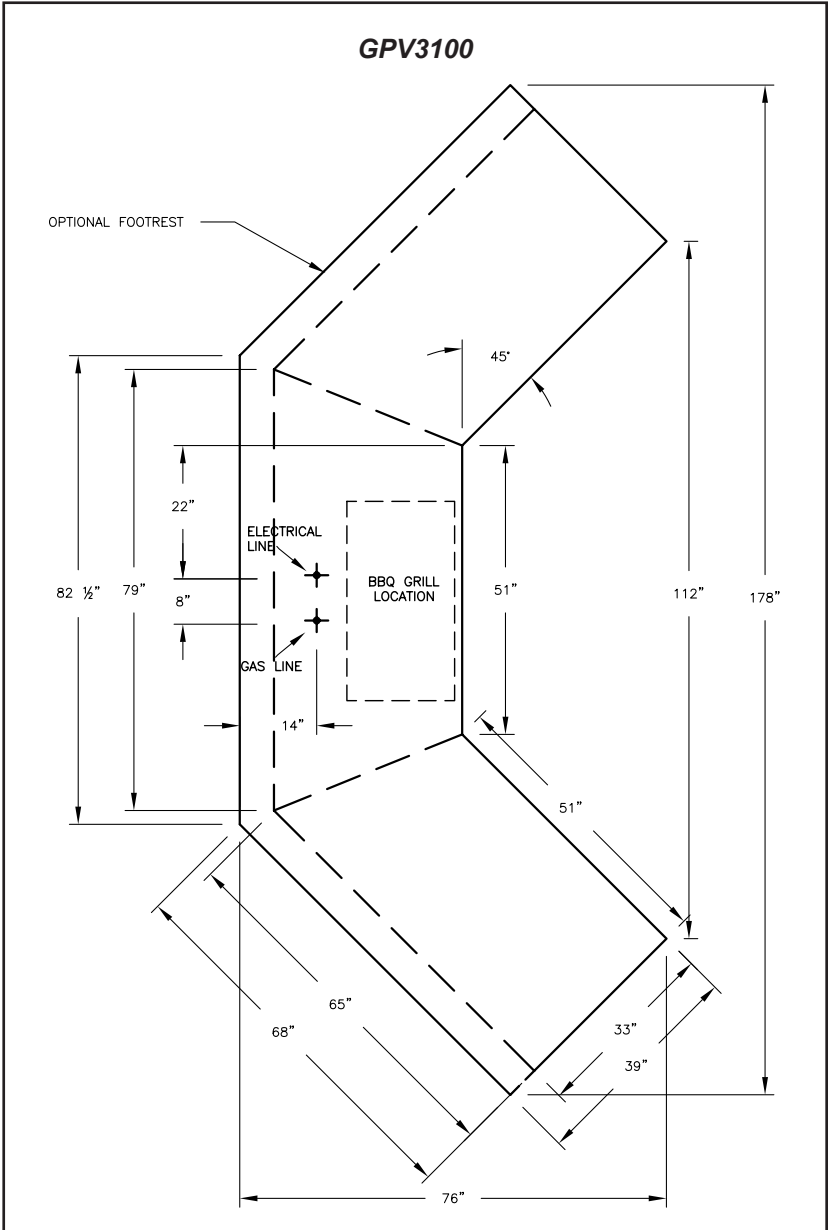 GPV3100
OPTIONAL FOOTREST
45°
22”
ELECTRICAL
LINE
82 ½”
79”
8”
BBQ GRILL
LOCATION
51”
112”
178”
GAS LINE
14”
51”
65”
68”
33”
39”
76”